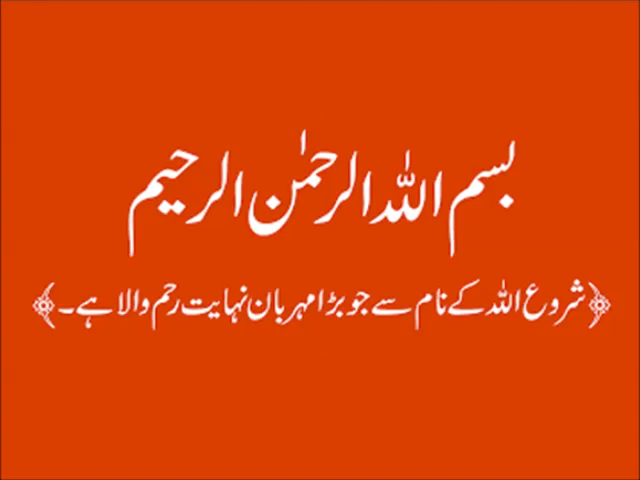 بسم اللہ الرحمٰن الرحیم
﴿شروع اللہ کے نام سے جو بڑا مہربان نہایت رحم والا ہے۔﴾